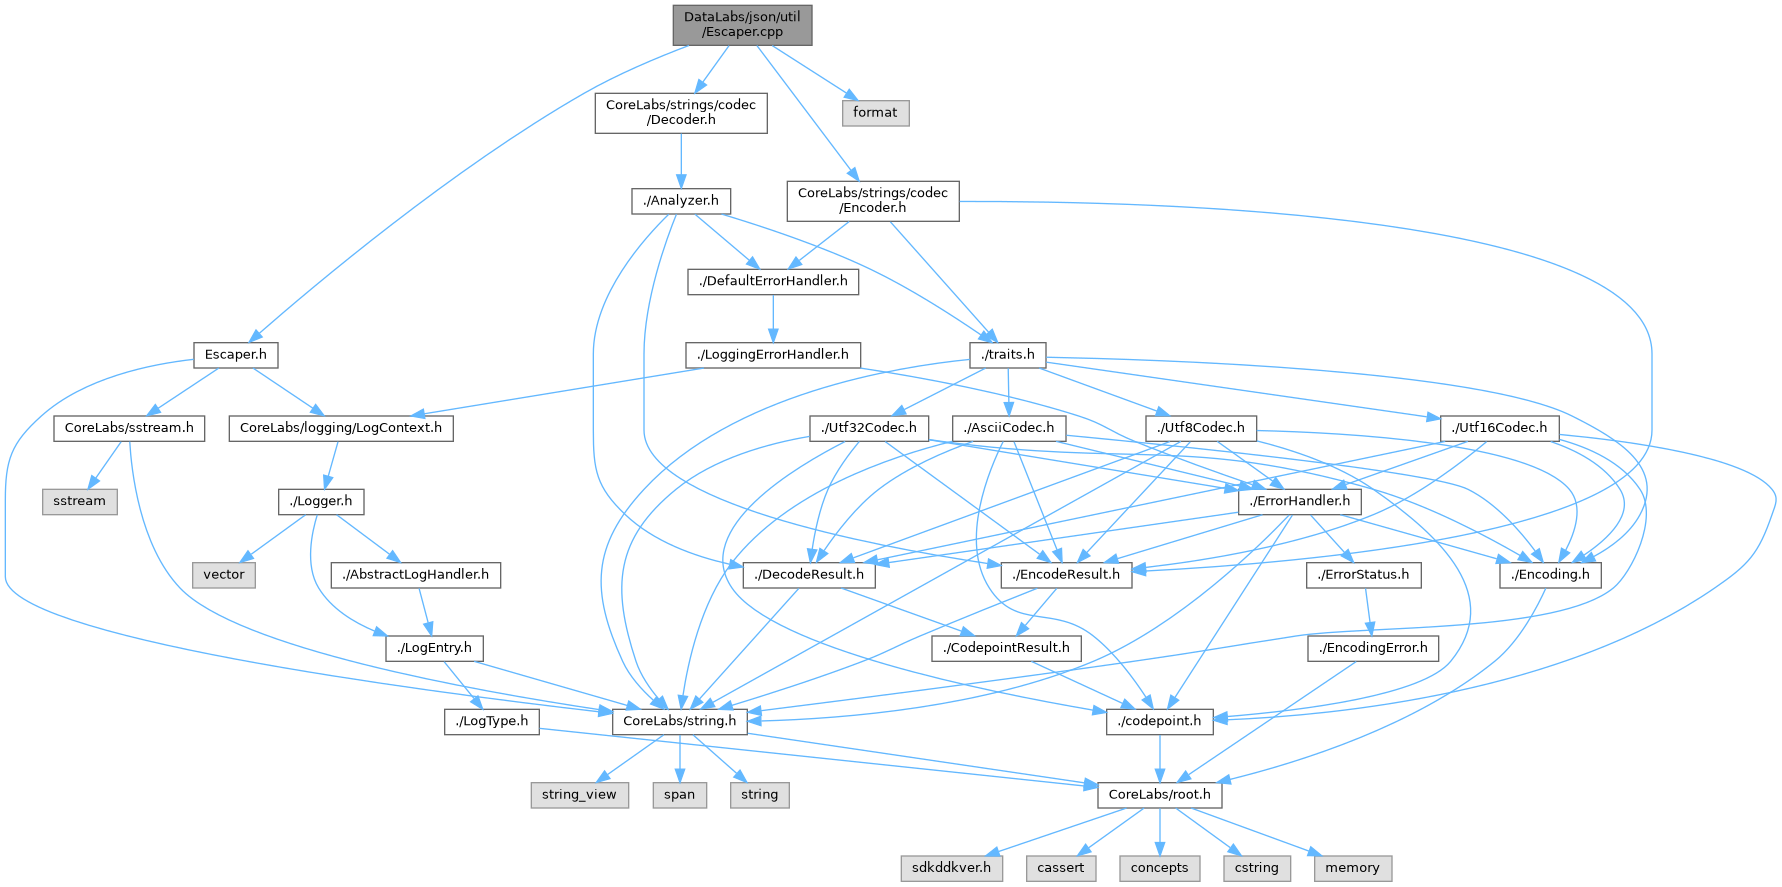 DataLabs/json/util
/Escaper.cpp
CoreLabs/strings/codec
/Decoder.h
format
./Analyzer.h
CoreLabs/strings/codec
/Encoder.h
./DefaultErrorHandler.h
Escaper.h
./LoggingErrorHandler.h
./traits.h
CoreLabs/sstream.h
CoreLabs/logging/LogContext.h
./Utf32Codec.h
./AsciiCodec.h
./Utf8Codec.h
./Utf16Codec.h
sstream
./Logger.h
./ErrorHandler.h
vector
./AbstractLogHandler.h
./DecodeResult.h
./EncodeResult.h
./ErrorStatus.h
./Encoding.h
./LogEntry.h
./CodepointResult.h
./EncodingError.h
./LogType.h
CoreLabs/string.h
./codepoint.h
string_view
span
string
CoreLabs/root.h
sdkddkver.h
cassert
concepts
cstring
memory